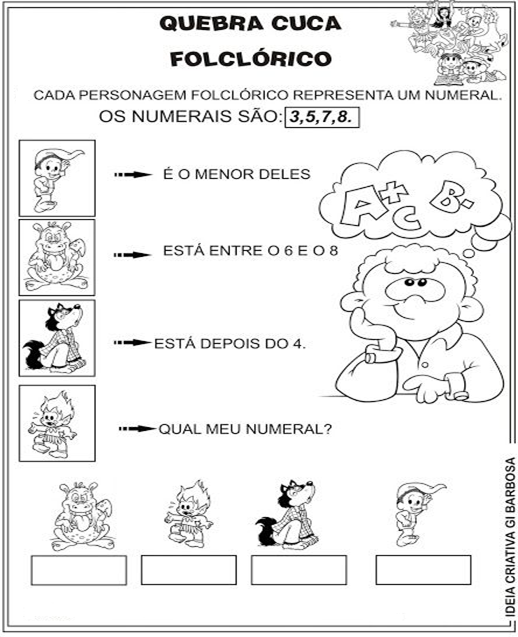 QUEBRA CUCA
FOLCLÓRICO
CADA PERSONAGEM FOLCLÓRICO REPRESENTA UM NUMERAL.
OS NUMERAIS SÃO: 3,5,7,8.
É O MENOR DELES
A+ C B-
ESTÁ ENTRE O 6 E O 8
ESTÁ DEPOIS DO 4.
QUAL MEU NUMERAL?
IDEIA CRIATIVA GI BARBOSA